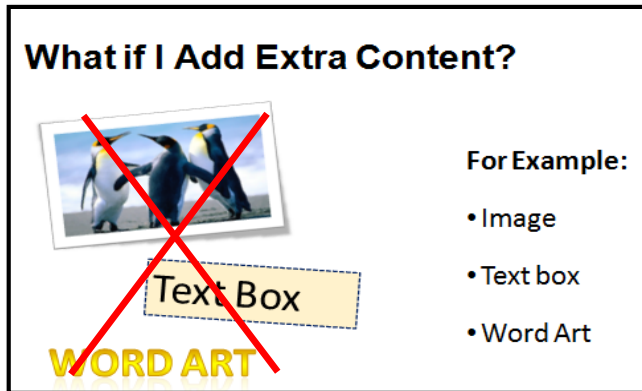 What if I Add Extra Content?
For Example:
• Image
Text Box
• Text box
• Word Art
WORD ART